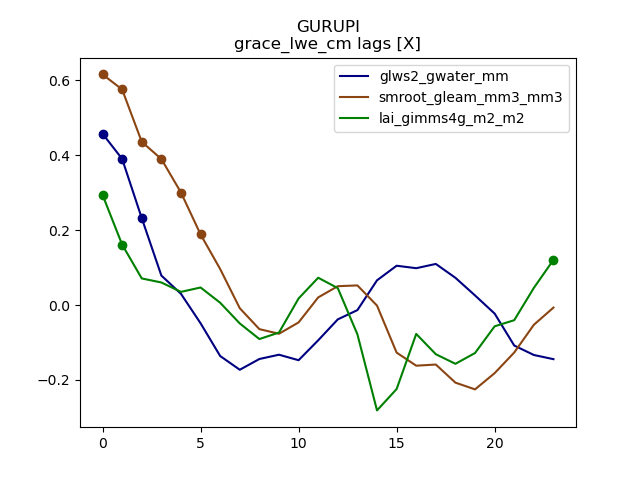 GURUPI
grace_lwe_cm lags [X]
glws2_gwater_mm
smroot_gleam_mm3_mm3
lai_gimms4g_m2_m2
0.6
0.4
0.2
0.0
−0.2
0 5 10 15 20